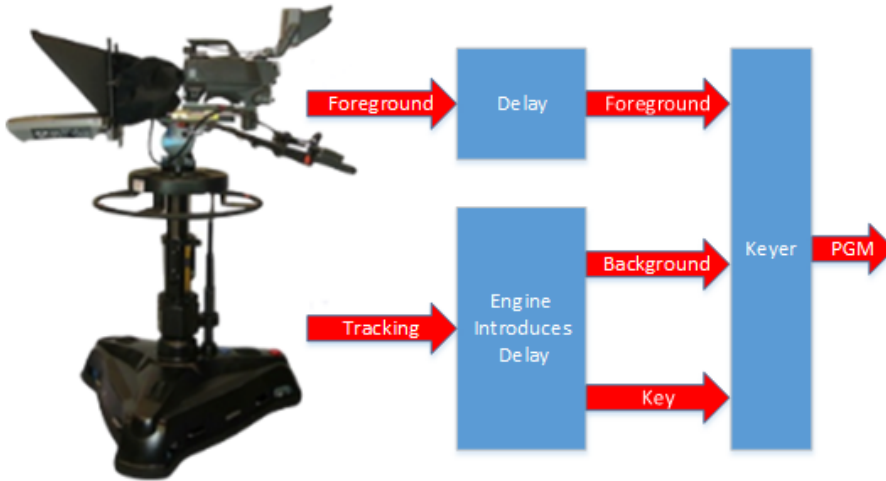 Foreground
Delay
Foreground
Tracking
Engine
Introduces
Delay
Background
Key
Keyer
PGM